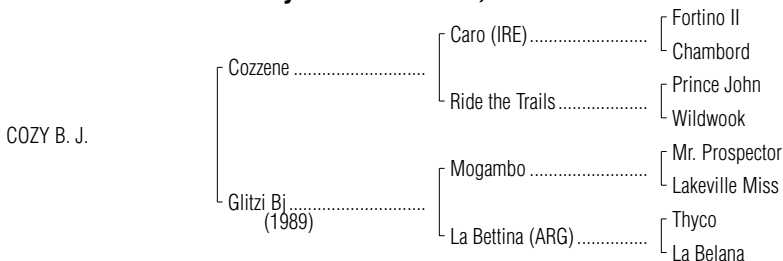 Fortino II
Caro (IRE)..............................
Chambord
Cozzene ............................
Prince John
Ride the Trails........................
Wildwook
COZY B. J.
Mr. Prospector
Mogambo ...............................
Lakeville Miss
Glitzi Bj.............................
(1989)
Thyco
La Bettina (ARG)...................
La Belana